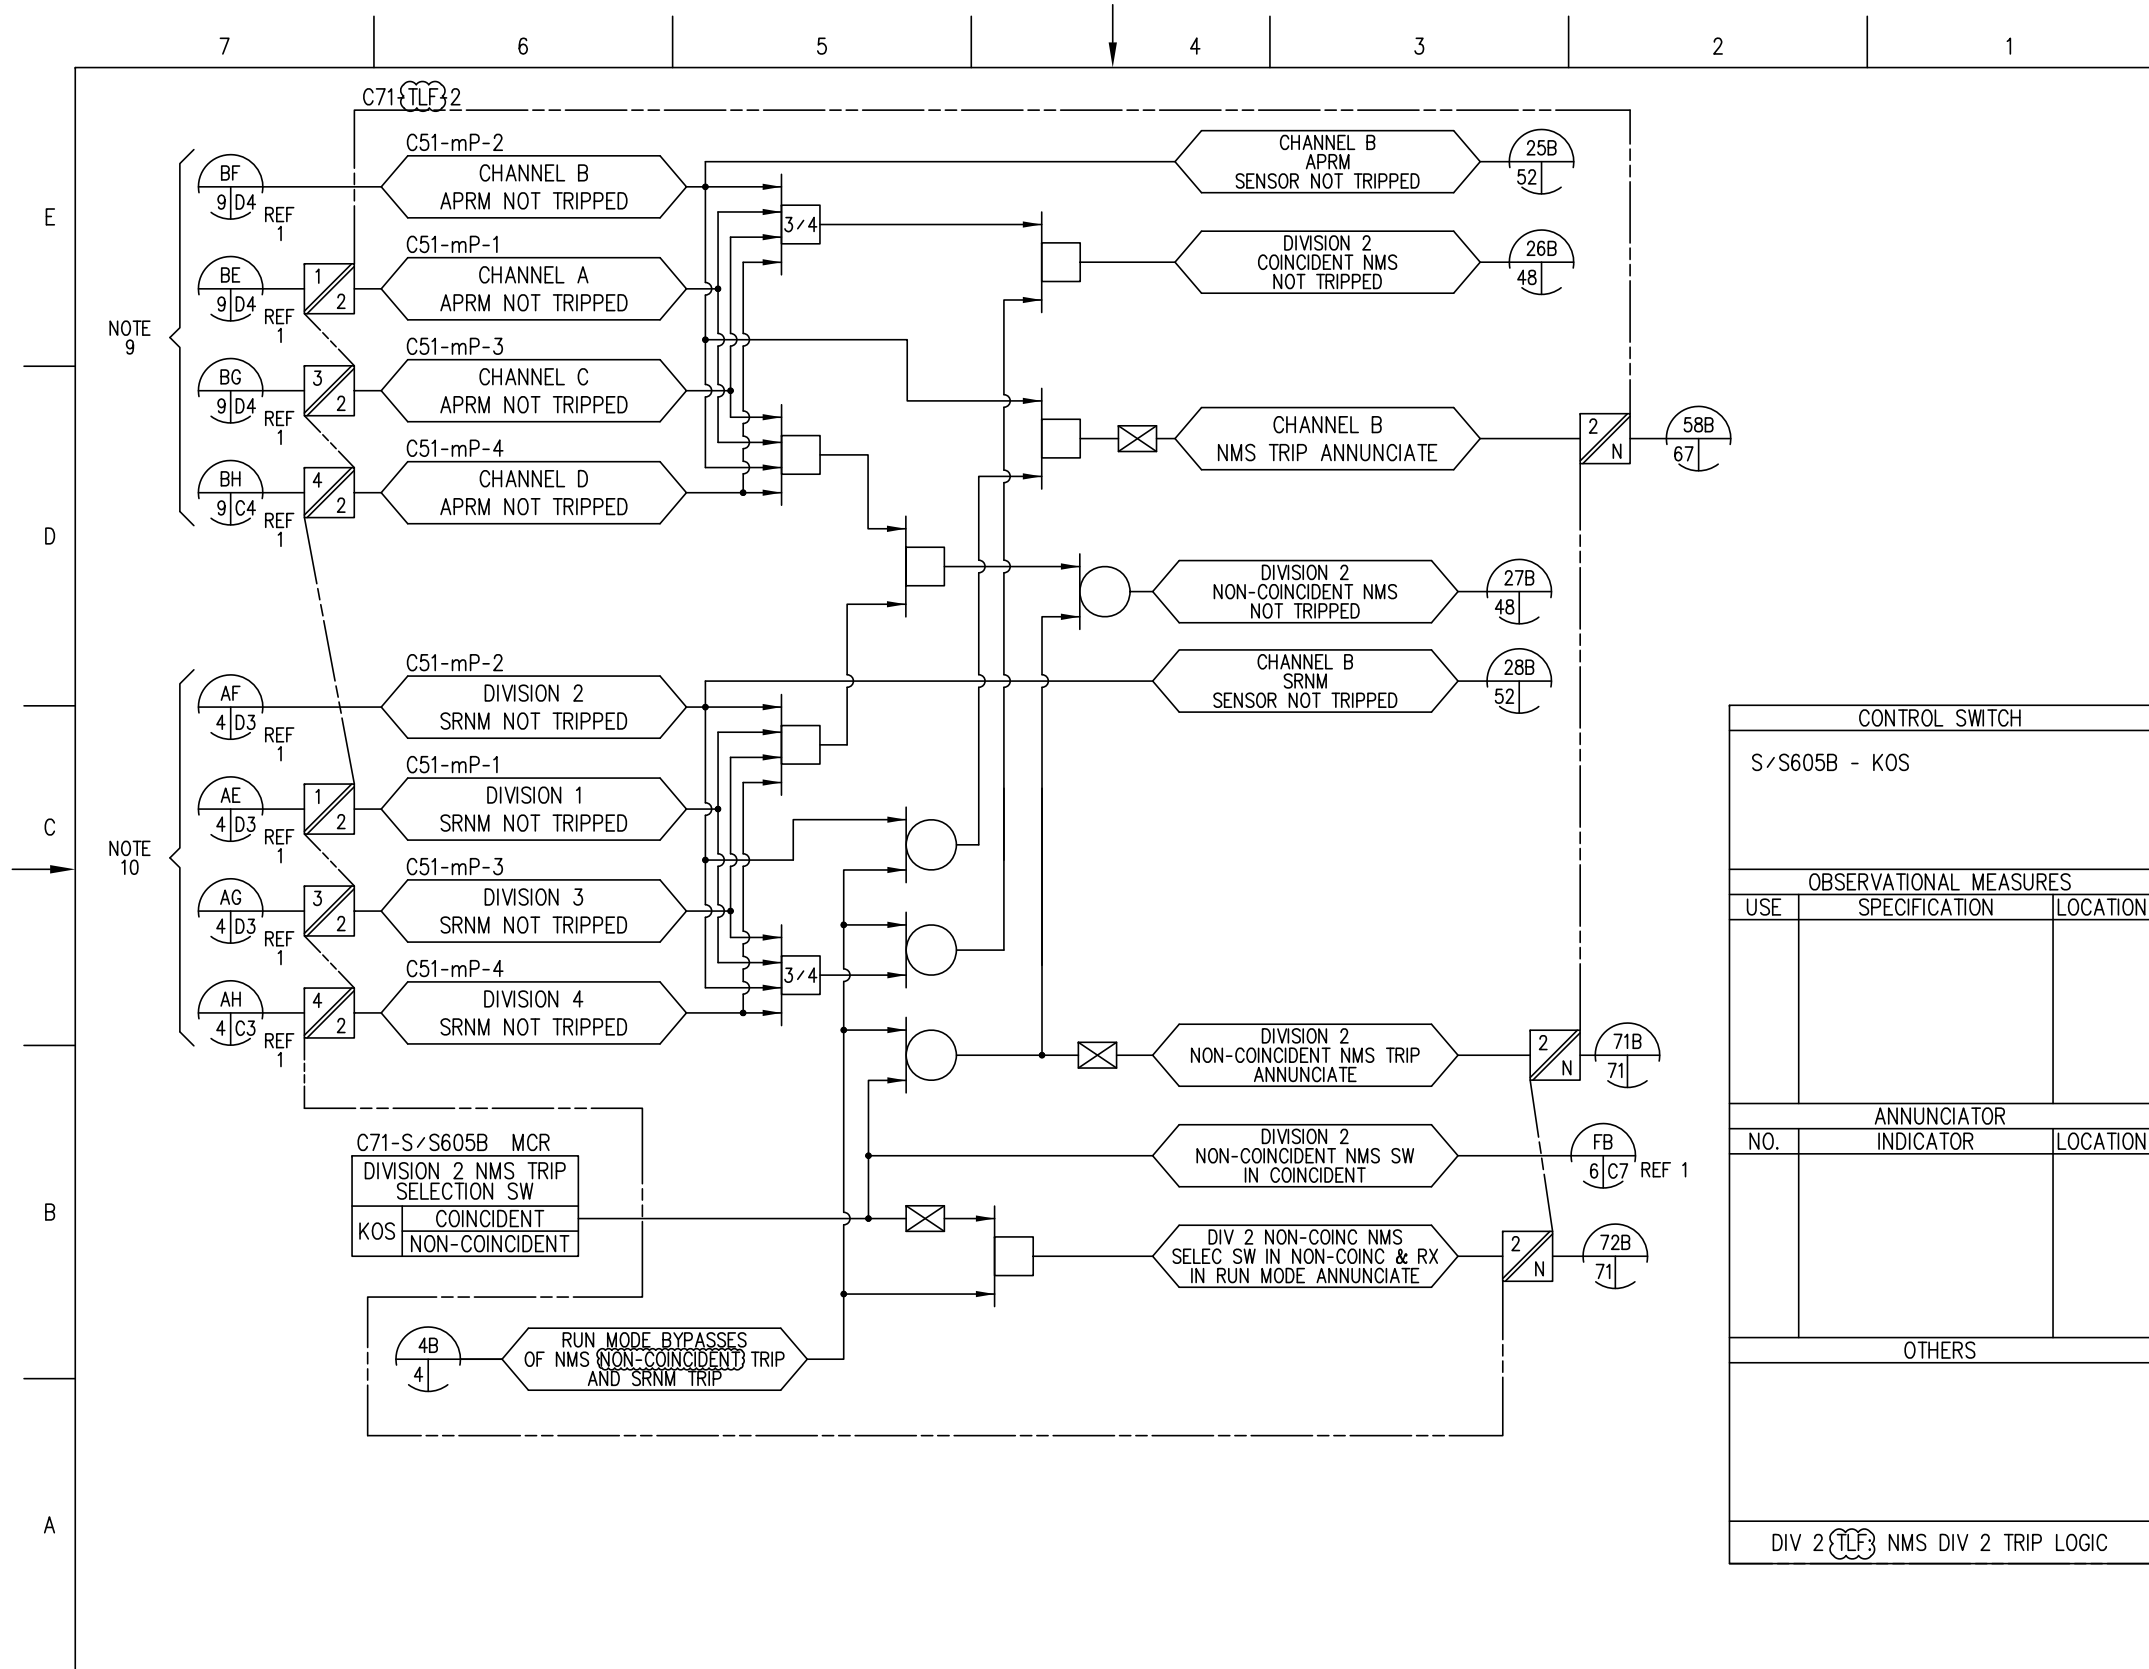 7 6 5 4 3 2 1
C71-TLF-2
E
D
C
B
A
NOTE
9
BF
9 D4
REF
1
C51-mP-2
CHANNEL B
APRM NOT TRIPPED
BE
9 D4
REF
1
1
2
C51-mP-1
CHANNEL A
APRM NOT TRIPPED
BG
9 D4
REF
1
3
2
C51-mP-3
CHANNEL C
APRM NOT TRIPPED
BH
9 C4
REF
1
4
2
C51-mP-4
CHANNEL D
APRM NOT TRIPPED
3/4
CHANNEL B
APRM
SENSOR NOT TRIPPED
25B
52
DIVISION 2
COINCIDENT NMS
NOT TRIPPED
26B
48
CHANNEL B
NMS TRIP ANNUNCIATE
2
N
58B
67
DIVISION 2
NON-COINCIDENT NMS
NOT TRIPPED
27B
48
CHANNEL B
SRNM
SENSOR NOT TRIPPED
28B
52
NOTE
10
AF
4 D3
REF
1
C51-mP-2
DIVISION 2
SRNM NOT TRIPPED
AE
4 D3
REF
1
1
2
C51-mP-1
DIVISION 1
SRNM NOT TRIPPED
AG
4 D3
REF
1
3
2
C51-mP-3
DIVISION 3
SRNM NOT TRIPPED
AH
4 C3
REF
1
4
2
C51-mP-4
DIVISION 4
SRNM NOT TRIPPED
3/4
DIVISION 2
NON-COINCIDENT NMS TRIP
ANNUNCIATE
2
N
71B
71
C71-S/S605B MCR
DIVISION 2 NMS TRIP
SELECTION SW
KOS
COINCIDENT
NON-COINCIDENT
DIVISION 2
NON-COINCIDENT NMS SW
IN COINCIDENT
FB
6 C7
REF 1
DIV 2 NON-COINC NMS
SELEC SW IN NON-COINC & RX
IN RUN MODE ANNUNCIATE
2
N
72B
71
4B
4
RUN MODE BYPASSES
OF NMS NON-COINCIDENT TRIP
AND SRNM TRIP
CONTROL SWITCH
S/S605B - KOS
OBSERVATIONAL MEASURES
USE SPECIFICATION LOCATION
ANNUNCIATOR
NO. INDICATOR LOCATION
OTHERS
DIV 2 TLF: NMS DIV 2 TRIP LOGIC